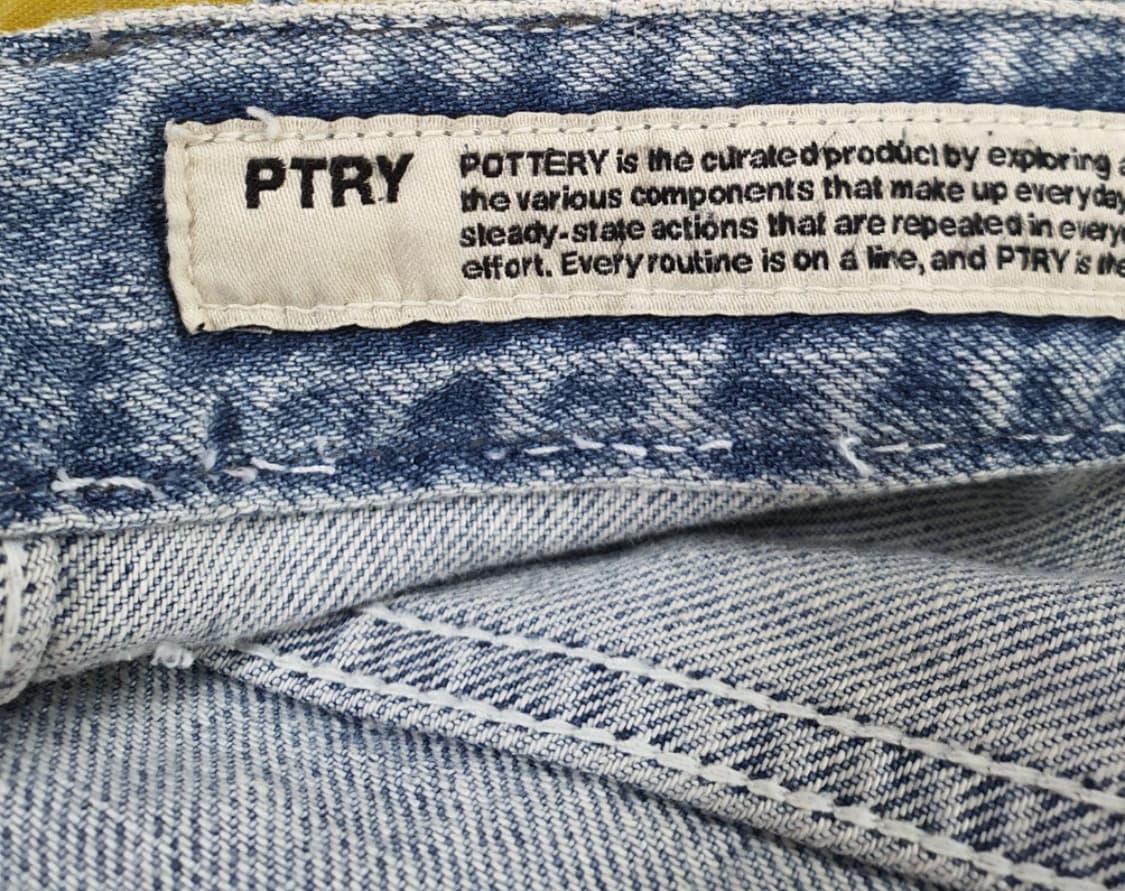 PTRY
POTTERY is the curated product by exploring
the various components that make up everyday
steady-state actions that are repeated in
effort. Every routine is on a line, and PTRY is the